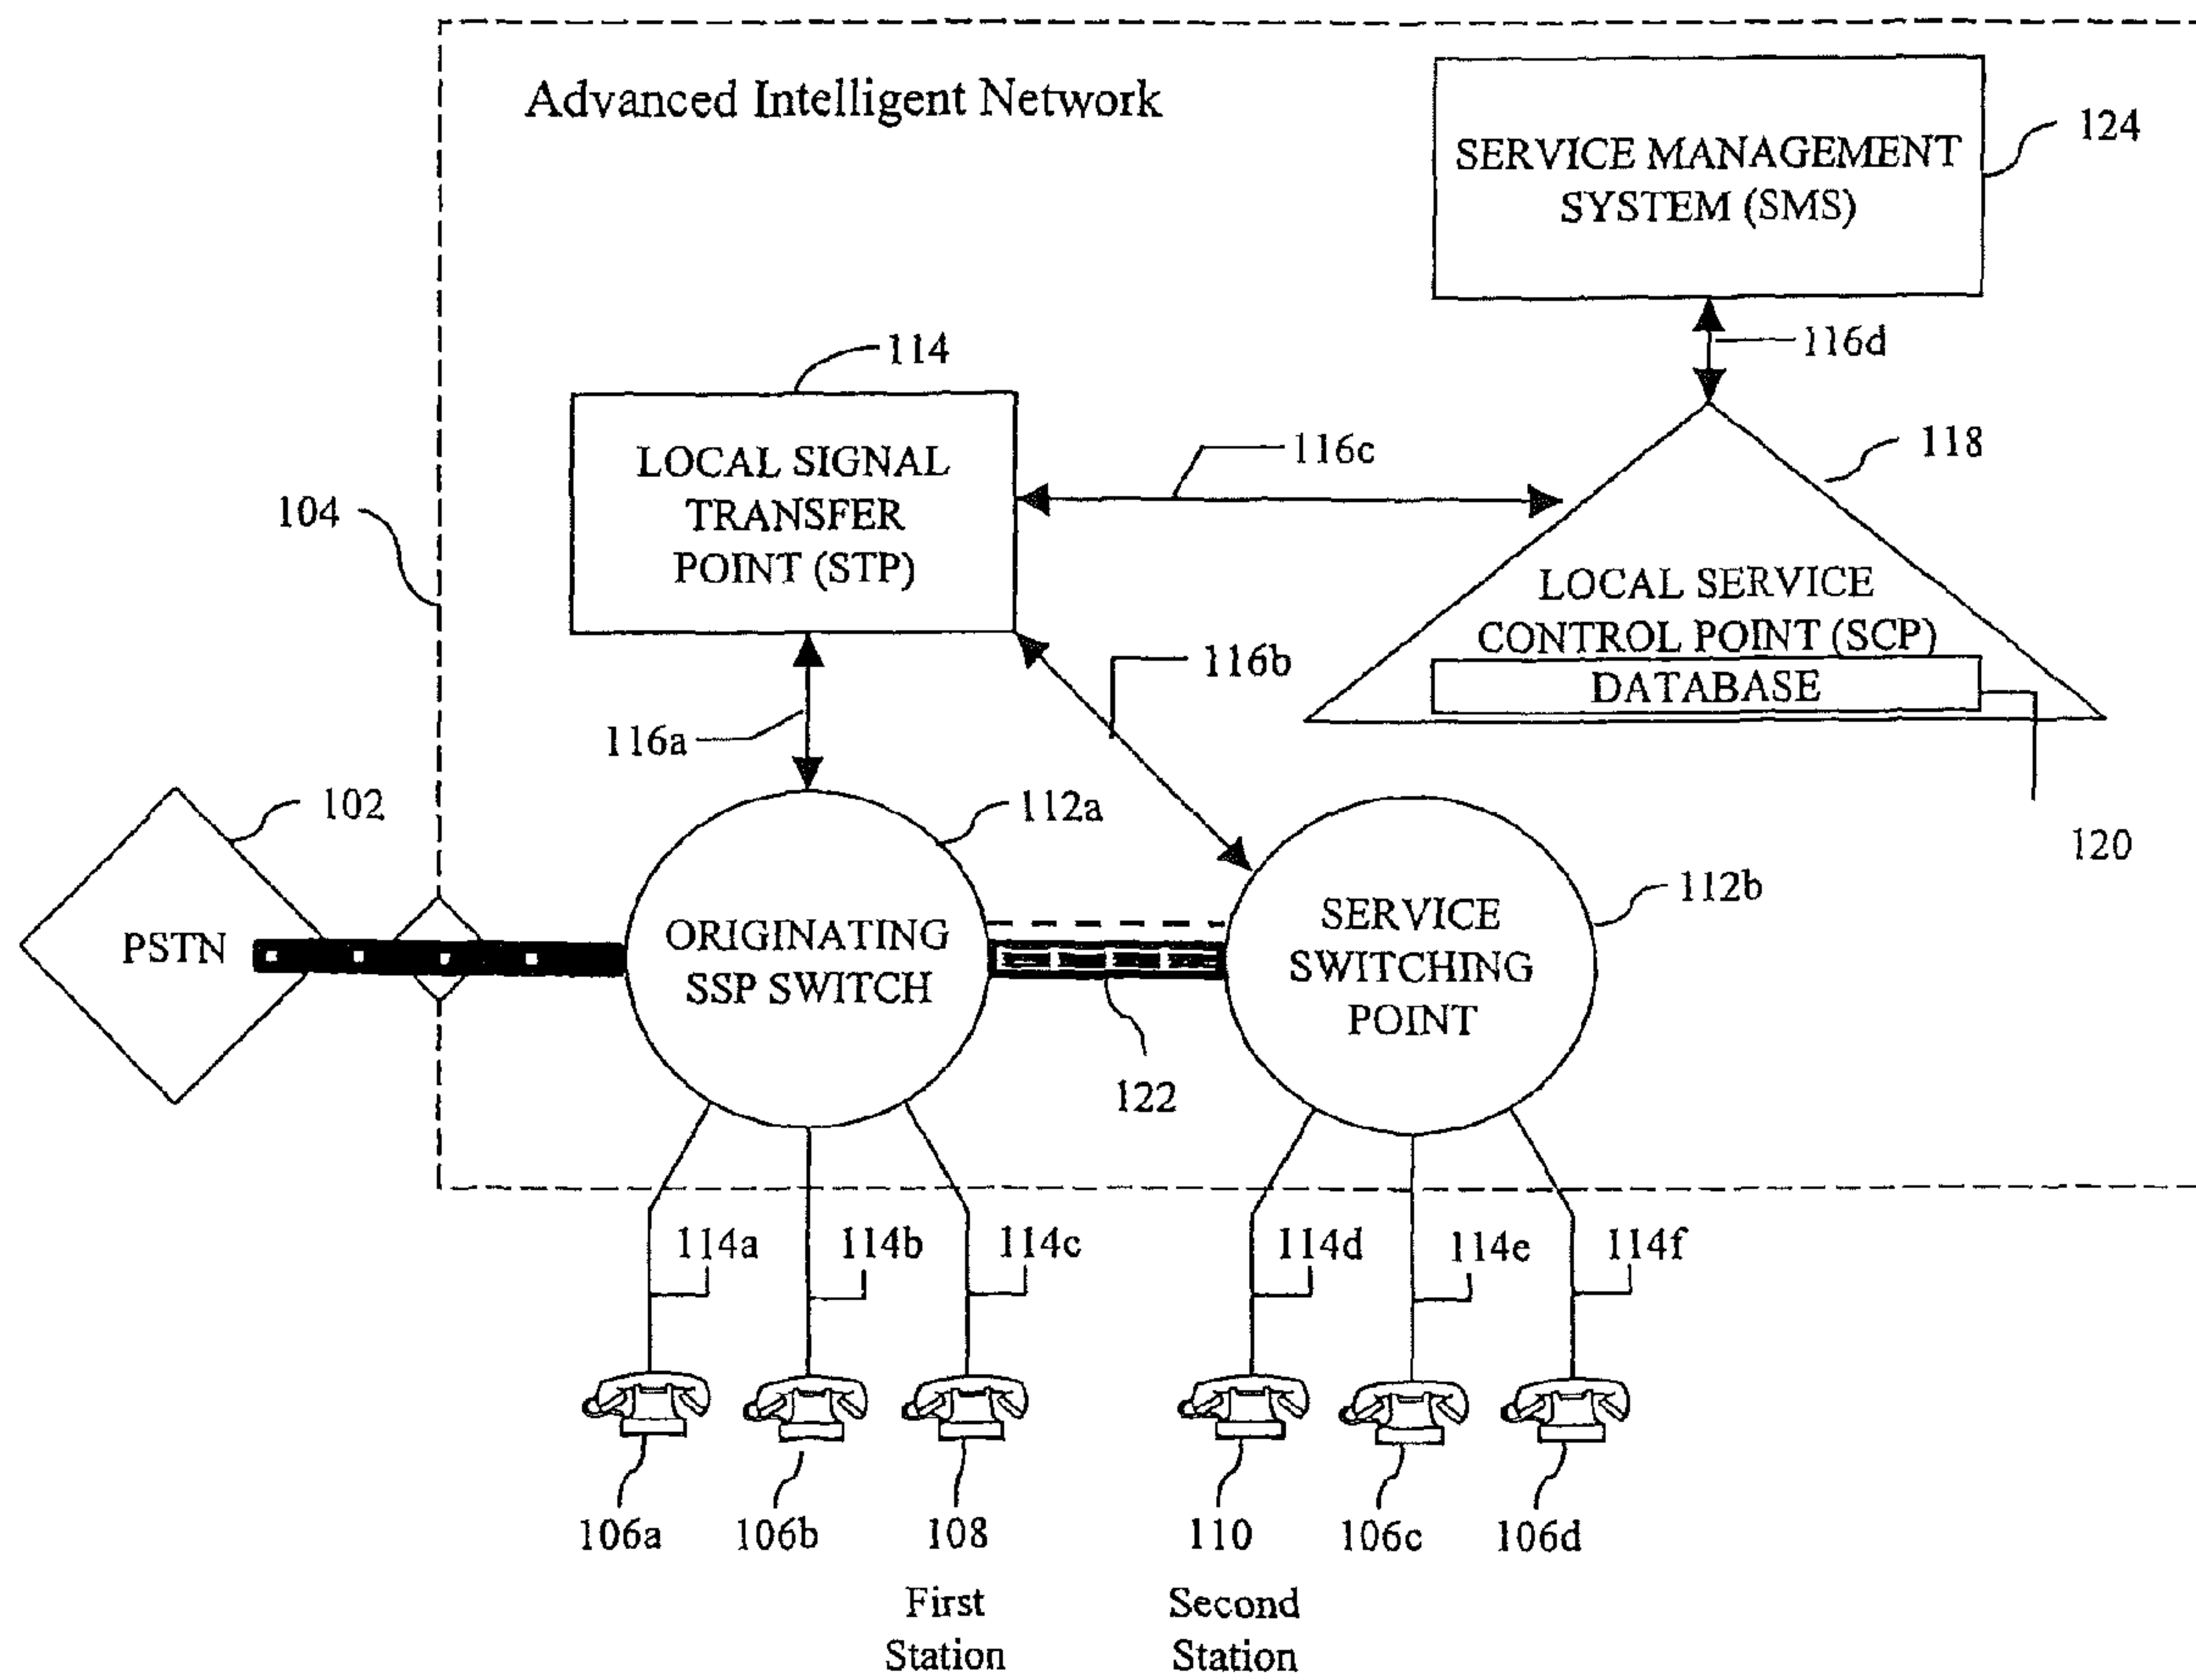 Advanced Intelligent Network
SERVICE MANAGEMENT
SYSTEM (SMS)
124
116d
114
LOCAL SIGNAL
TRANSFER
POINT (STP)
116c
118
104
LOCAL SERVICE
CONTROL POINT (SCP)
DATABASE
116b
116a
120
102
112a
112b
PSTN
ORIGINATING
SSP SWITCH
SERVICE
SWITCHING
POINT
122
114a
114b
114c
114d
114e
114f
106a
106b
108
110
106c
106d
First
Station
Second
Station